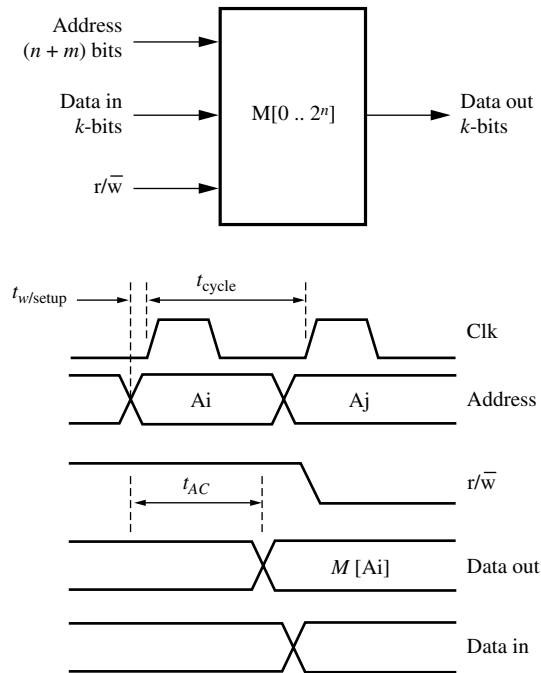 Address
(n + m) bits
Data in
k-bits
r/w̅
M[0 .. 2ⁿ]
Data out
k-bits
t_w/setup
t_cycle
Clk
Ai
Aj
Address
r/w̅
t_AC
M [Ai]
Data out
Data in